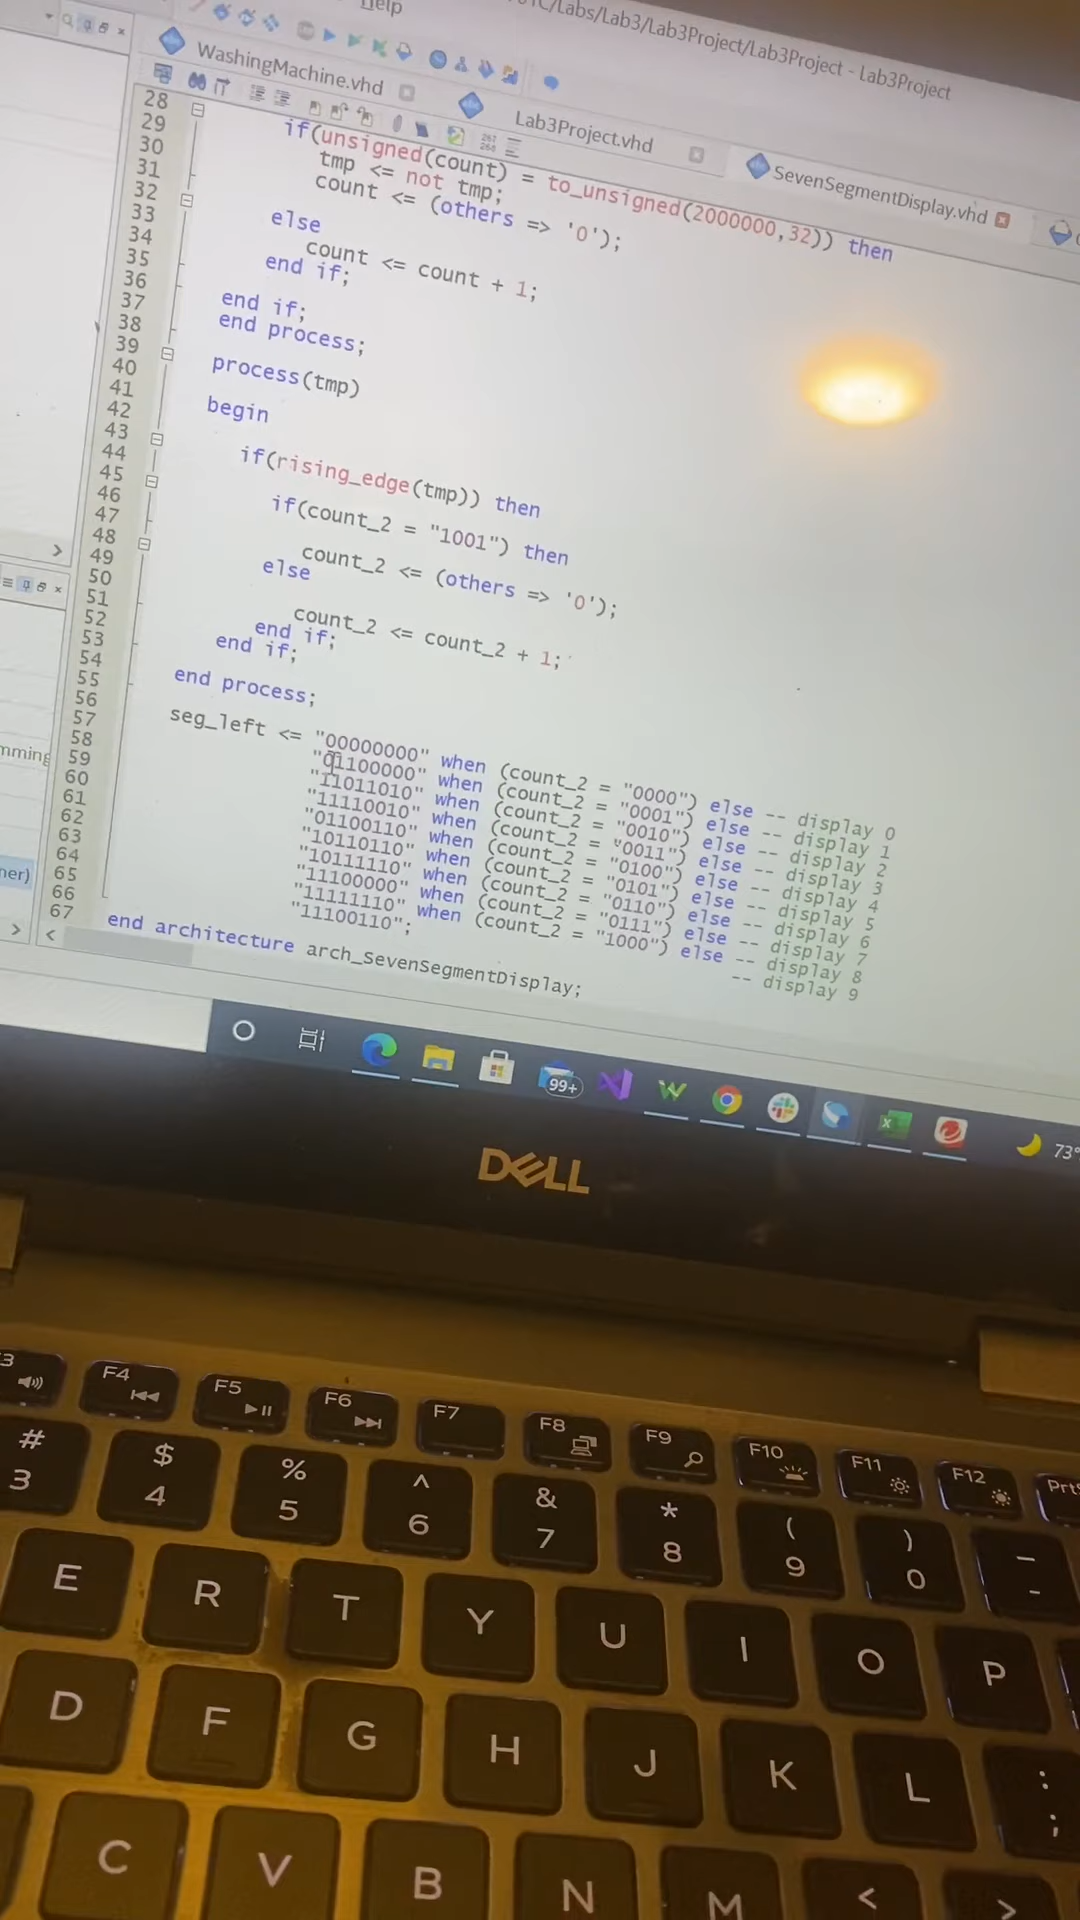 Help
/Labs/Lab3/Lab3Project/Lab3Project - Lab3Project
WashingMachine.vhd
Lab3Project.vhd
SevenSegmentDisplay.vhd
28
29 if(unsigned(count) = to_unsigned(2000000,32)) then
30 tmp <= not tmp;
31 count <= (others => '0');
32
33 else
34 count <= count + 1;
35 end if;
36
37 end if;
38 end process;
39
40 process(tmp)
41
42 begin
43
44 if(rising_edge(tmp)) then
45
46 if(count_2 = "1001") then
47
48 count_2 <= (others => '0');
49 else
50
51 count_2 <= count_2 + 1;
52 end if;
53 end if;
54
55 end process;
56
57 seg_left <= "00000000" when (count_2 = "0000") else -- display 0
58 "01100000" when (count_2 = "0001") else -- display 1
59 "11011010" when (count_2 = "0010") else -- display 2
60 "11110010" when (count_2 = "0011") else -- display 3
61 "01100110" when (count_2 = "0100") else -- display 4
62 "10110110" when (count_2 = "0101") else -- display 5
63 "10111110" when (count_2 = "0110") else -- display 6
64 "11100000" when (count_2 = "0111") else -- display 7
65 "11111110" when (count_2 = "1000") else -- display 8
66 "11100110"; -- display 9
67 end architecture arch_SevenSegmentDisplay;
mming
ner)
99+
73°
DELL
F4 F5 F6 F7 F8 F9 F10 F11 F12
# $ % ^ & * ( ) _
3 4 5 6 7 8 9 0 -
E R T Y U I O P
D F G H J K L : ;
C V B N M < >